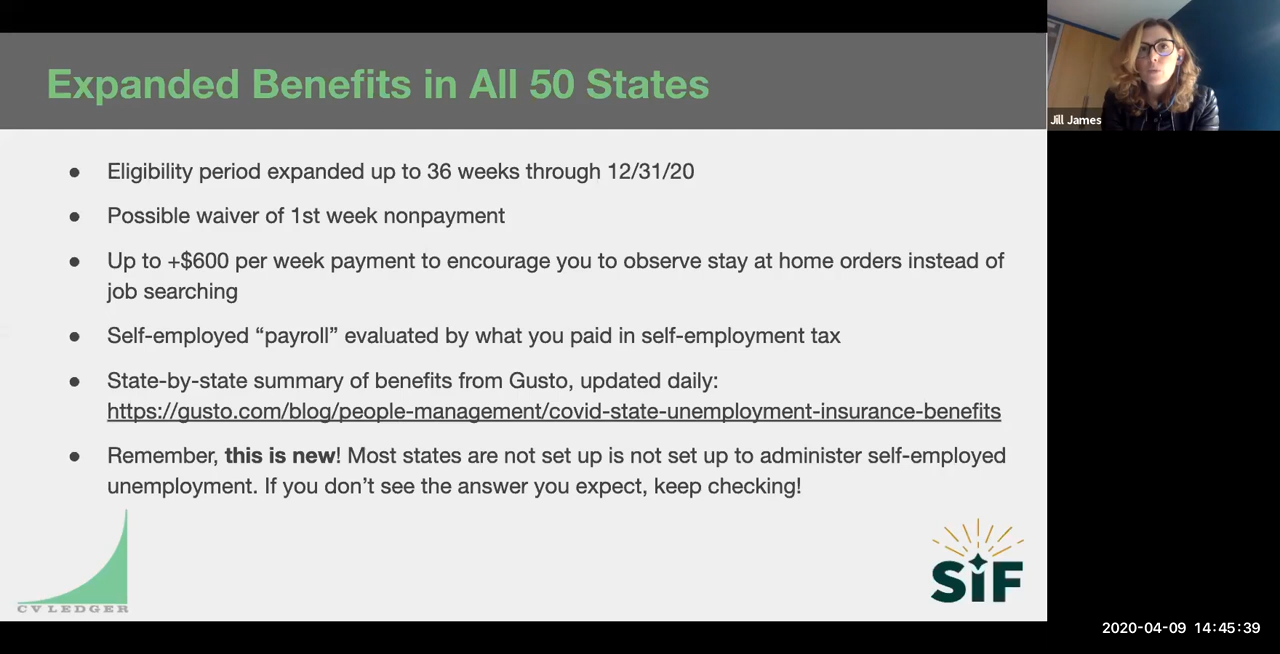 Expanded Benefits in All 50 States
Jill James
● Eligibility period expanded up to 36 weeks through 12/31/20
● Possible waiver of 1st week nonpayment
● Up to +$600 per week payment to encourage you to observe stay at home orders instead of
job searching
● Self-employed “payroll” evaluated by what you paid in self-employment tax
● State-by-state summary of benefits from Gusto, updated daily:
https://gusto.com/blog/people-management/covid-state-unemployment-insurance-benefits
● Remember, this is new! Most states are not set up is not set up to administer self-employed
unemployment. If you don’t see the answer you expect, keep checking!
CV LEDGER
SiF
2020-04-09 14:45:39